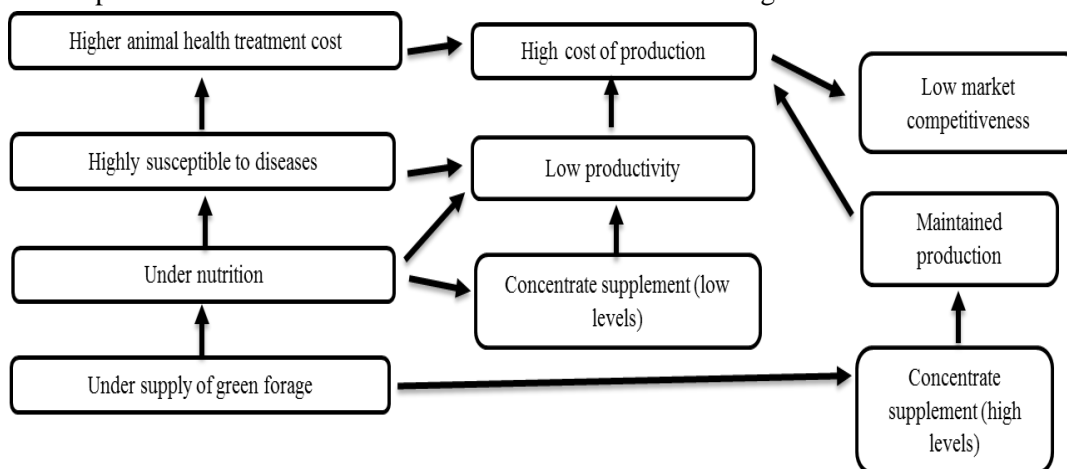 Higher animal health treatment cost
High cost of production
Low market
competitiveness
Highly susceptible to diseases
Low productivity
Maintained
production
Under nutrition
Concentrate supplement (low
levels)
Under supply of green forage
Concentrate
supplement (high
levels)